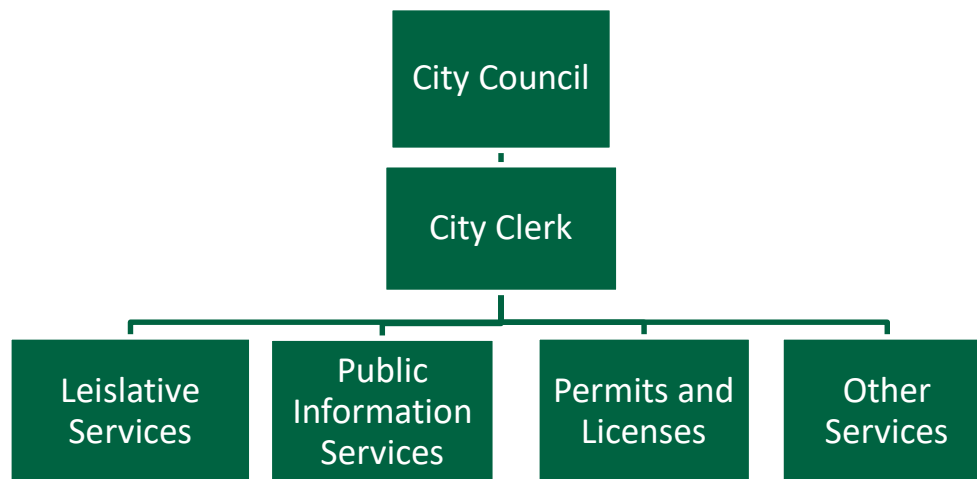 City Council
City Clerk
Leislative
Services
Public
Information
Services
Permits and
Licenses
Other
Services